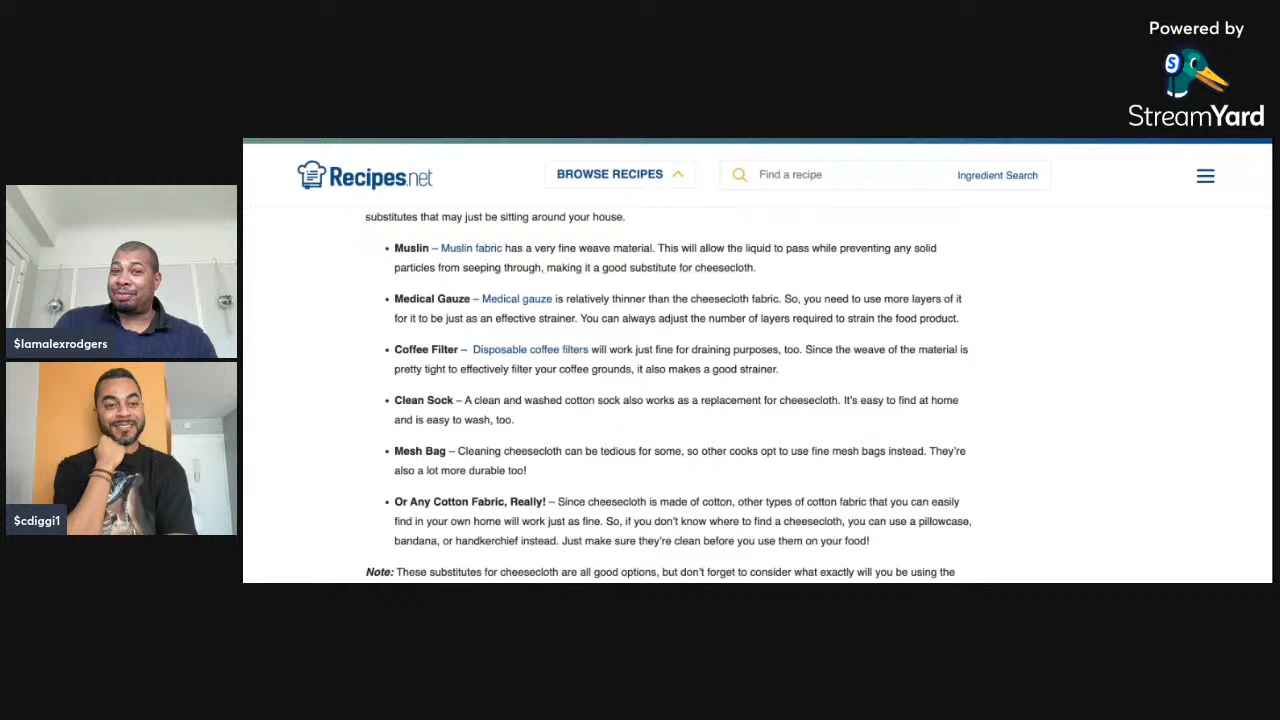 Powered by
S
StreamYard
Recipes.net
BROWSE RECIPES
Find a recipe
Ingredient Search
substitutes that may just be sitting around your house.
• Muslin – Muslin fabric has a very fine weave material. This will allow the liquid to pass while preventing any solid
particles from seeping through, making it a good substitute for cheesecloth.
• Medical Gauze – Medical gauze is relatively thinner than the cheesecloth fabric. So, you need to use more layers of it
for it to be just as an effective strainer. You can always adjust the number of layers required to strain the food product.
• Coffee Filter – Disposable coffee filters will work just fine for draining purposes, too. Since the weave of the material is
pretty tight to effectively filter your coffee grounds, it also makes a good strainer.
• Clean Sock – A clean and washed cotton sock also works as a replacement for cheesecloth. It's easy to find at home
and is easy to wash, too.
• Mesh Bag – Cleaning cheesecloth can be tedious for some, so other cooks opt to use fine mesh bags instead. They're
also a lot more durable too!
• Or Any Cotton Fabric, Really! – Since cheesecloth is made of cotton, other types of cotton fabric that you can easily
find in your own home will work just as fine. So, if you don't know where to find a cheesecloth, you can use a pillowcase,
bandana, or handkerchief instead. Just make sure they're clean before you use them on your food!
Note: These substitutes for cheesecloth are all good options, but don't forget to consider what exactly will you be using the
$Iamalexrodgers
$cdiggi1